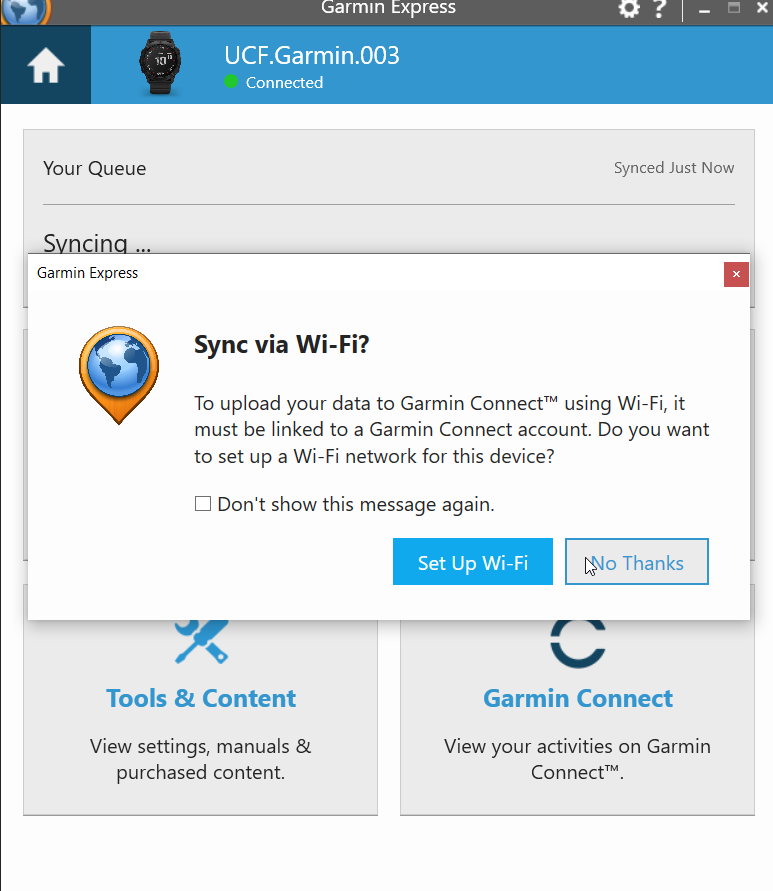 Garmin Express
?
UCF.Garmin.003
Connected
Your Queue
Synced Just Now
Syncing ...
Garmin Express
Sync via Wi-Fi?
To upload your data to Garmin Connect™ using Wi-Fi, it
must be linked to a Garmin Connect account. Do you want
to set up a Wi-Fi network for this device?
Don't show this message again.
Set Up Wi-Fi
No Thanks
Tools & Content
View settings, manuals &
purchased content.
Garmin Connect
View your activities on Garmin
Connect™.